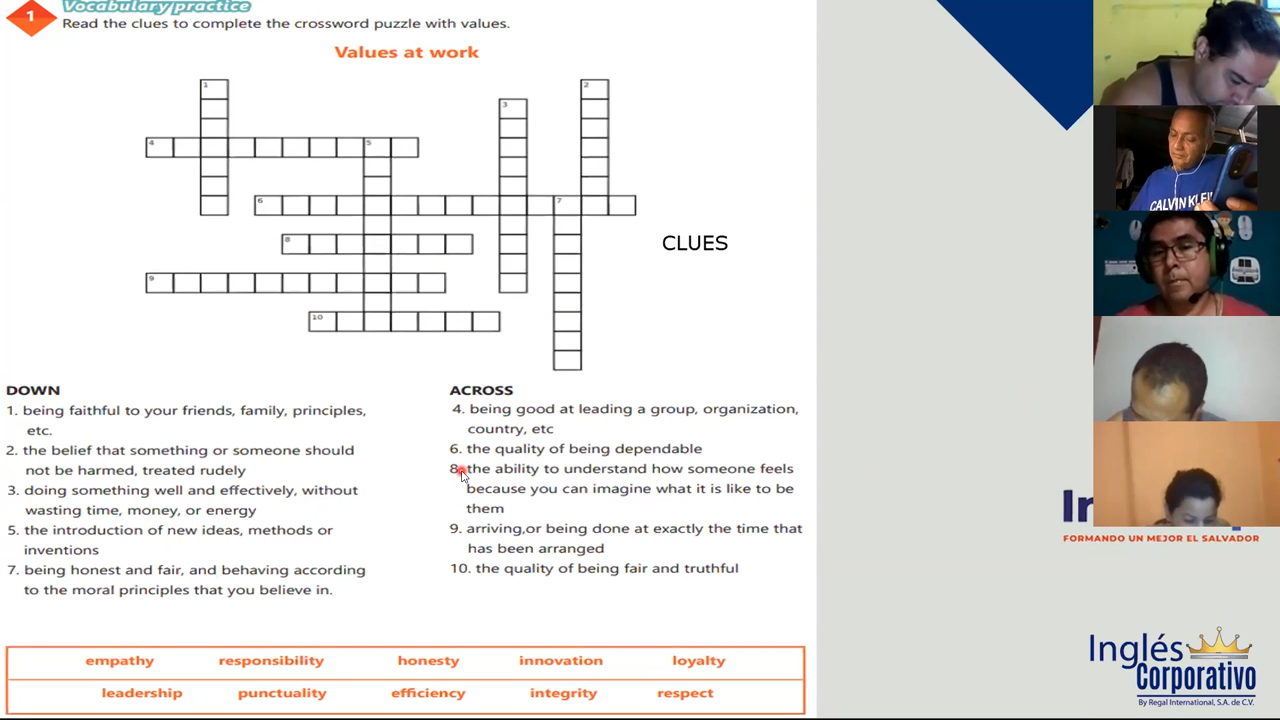 1
Vocabulary practice
Read the clues to complete the crossword puzzle with values.
Values at work
1
2
3
4
5
6
7
8
9
10
CLUES
DOWN
1. being faithful to your friends, family, principles,
etc.
2. the belief that something or someone should
not be harmed, treated rudely
3. doing something well and effectively, without
wasting time, money, or energy
5. the introduction of new ideas, methods or
inventions
7. being honest and fair, and behaving according
to the moral principles that you believe in.
ACROSS
4. being good at leading a group, organization,
country, etc
6. the quality of being dependable
8. the ability to understand how someone feels
because you can imagine what it is like to be
them
9. arriving,or being done at exactly the time that
has been arranged
10. the quality of being fair and truthful
empathy responsibility honesty innovation loyalty
leadership punctuality efficiency integrity respect
CALVIN KLEI
FORMANDO UN MEJOR EL SALVADOR
Inglés
Corporativo
By Regal International, S.A. de C.V.